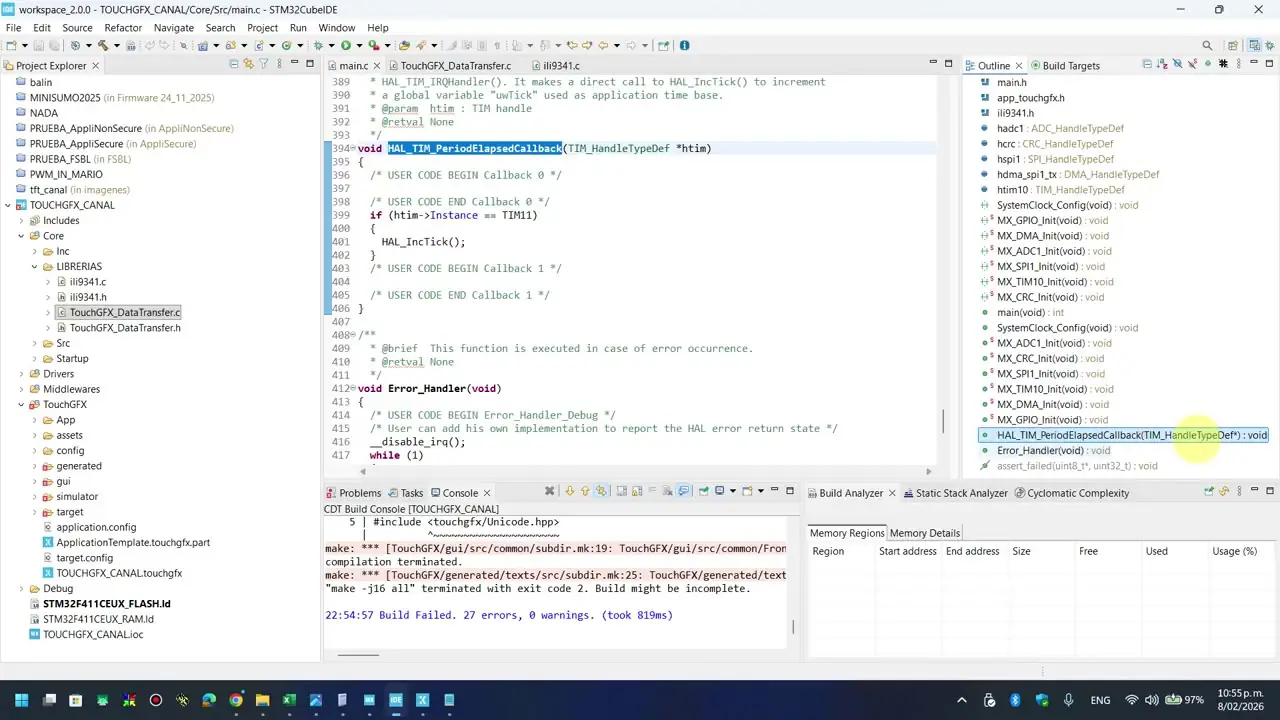 workspace_2.0.0 - TOUCHGFX_CANAL/Core/Src/main.c - STM32CubeIDE
File Edit Source Refactor Navigate Search Project Run Window Help
Project Explorer
balin
MINISUMO2025 (in Firmware 24_11_2025)
NADA
PRUEBA_AppliNonSecure (in AppliNonSecure)
PRUEBA_AppliSecure (in AppliSecure)
PRUEBA_FSBL (in FSBL)
PWM_IN_MARIO
tft_canal (in imagenes)
TOUCHGFX_CANAL
Includes
Core
Inc
LIBRERIAS
ili9341.c
ili9341.h
TouchGFX_DataTransfer.c
TouchGFX_DataTransfer.h
Src
Startup
Drivers
Middlewares
TouchGFX
App
assets
config
generated
gui
simulator
target
application.config
ApplicationTemplate.touchgfx.part
target.config
TOUCHGFX_CANAL.touchgfx
Debug
STM32F411CEUX_FLASH.ld
STM32F411CEUX_RAM.ld
TOUCHGFX_CANAL.ioc
main.c TouchGFX_DataTransfer.c ili9341.c
389 * HAL_TIM_IRQHandler(). It makes a direct call to HAL_IncTick() to increment
390 * a global variable "uwTick" used as application time base.
391 * @param htim : TIM handle
392 * @retval None
393 */
394 void HAL_TIM_PeriodElapsedCallback(TIM_HandleTypeDef *htim)
395 {
396 /* USER CODE BEGIN Callback 0 */
397
398 /* USER CODE END Callback 0 */
399 if (htim->Instance == TIM11)
400 {
401 HAL_IncTick();
402 }
403 /* USER CODE BEGIN Callback 1 */
404
405 /* USER CODE END Callback 1 */
406 }
407
408 /**
409 * @brief This function is executed in case of error occurrence.
410 * @retval None
411 */
412 void Error_Handler(void)
413 {
414 /* USER CODE BEGIN Error_Handler_Debug */
415 /* User can add his own implementation to report the HAL error return state */
416 __disable_irq();
417 while (1)
Outline Build Targets
main.h
app_touchgfx.h
ili9341.h
hadc1 : ADC_HandleTypeDef
hcrc : CRC_HandleTypeDef
hspi1 : SPI_HandleTypeDef
hdma_spi1_tx : DMA_HandleTypeDef
htim10 : TIM_HandleTypeDef
SystemClock_Config(void) : void
MX_GPIO_Init(void) : void
MX_DMA_Init(void) : void
MX_ADC1_Init(void) : void
MX_SPI1_Init(void) : void
MX_TIM10_Init(void) : void
MX_CRC_Init(void) : void
main(void) : int
SystemClock_Config(void) : void
MX_ADC1_Init(void) : void
MX_CRC_Init(void) : void
MX_SPI1_Init(void) : void
MX_TIM10_Init(void) : void
MX_DMA_Init(void) : void
MX_GPIO_Init(void) : void
HAL_TIM_PeriodElapsedCallback(TIM_HandleTypeDef*) : void
Error_Handler(void) : void
assert_failed(uint8_t*, uint32_t) : void
Problems Tasks Console
CDT Build Console [TOUCHGFX_CANAL]
5 | #include <touchgfx/Unicode.hpp>
| ^~~~~~~~~~~~~~~~~~~~~~
make: *** [TouchGFX/gui/src/common/subdir.mk:19: TouchGFX/gui/src/common/Fron
compilation terminated.
make: *** [TouchGFX/generated/texts/src/subdir.mk:25: TouchGFX/generated/text
"make -j16 all" terminated with exit code 2. Build might be incomplete.
22:54:57 Build Failed. 27 errors, 0 warnings. (took 819ms)
Build Analyzer Static Stack Analyzer Cyclomatic Complexity
Memory Regions Memory Details
Region Start address End address Size Free Used Usage (%)
ENG 97% 10:55 p.m.
8/02/2026